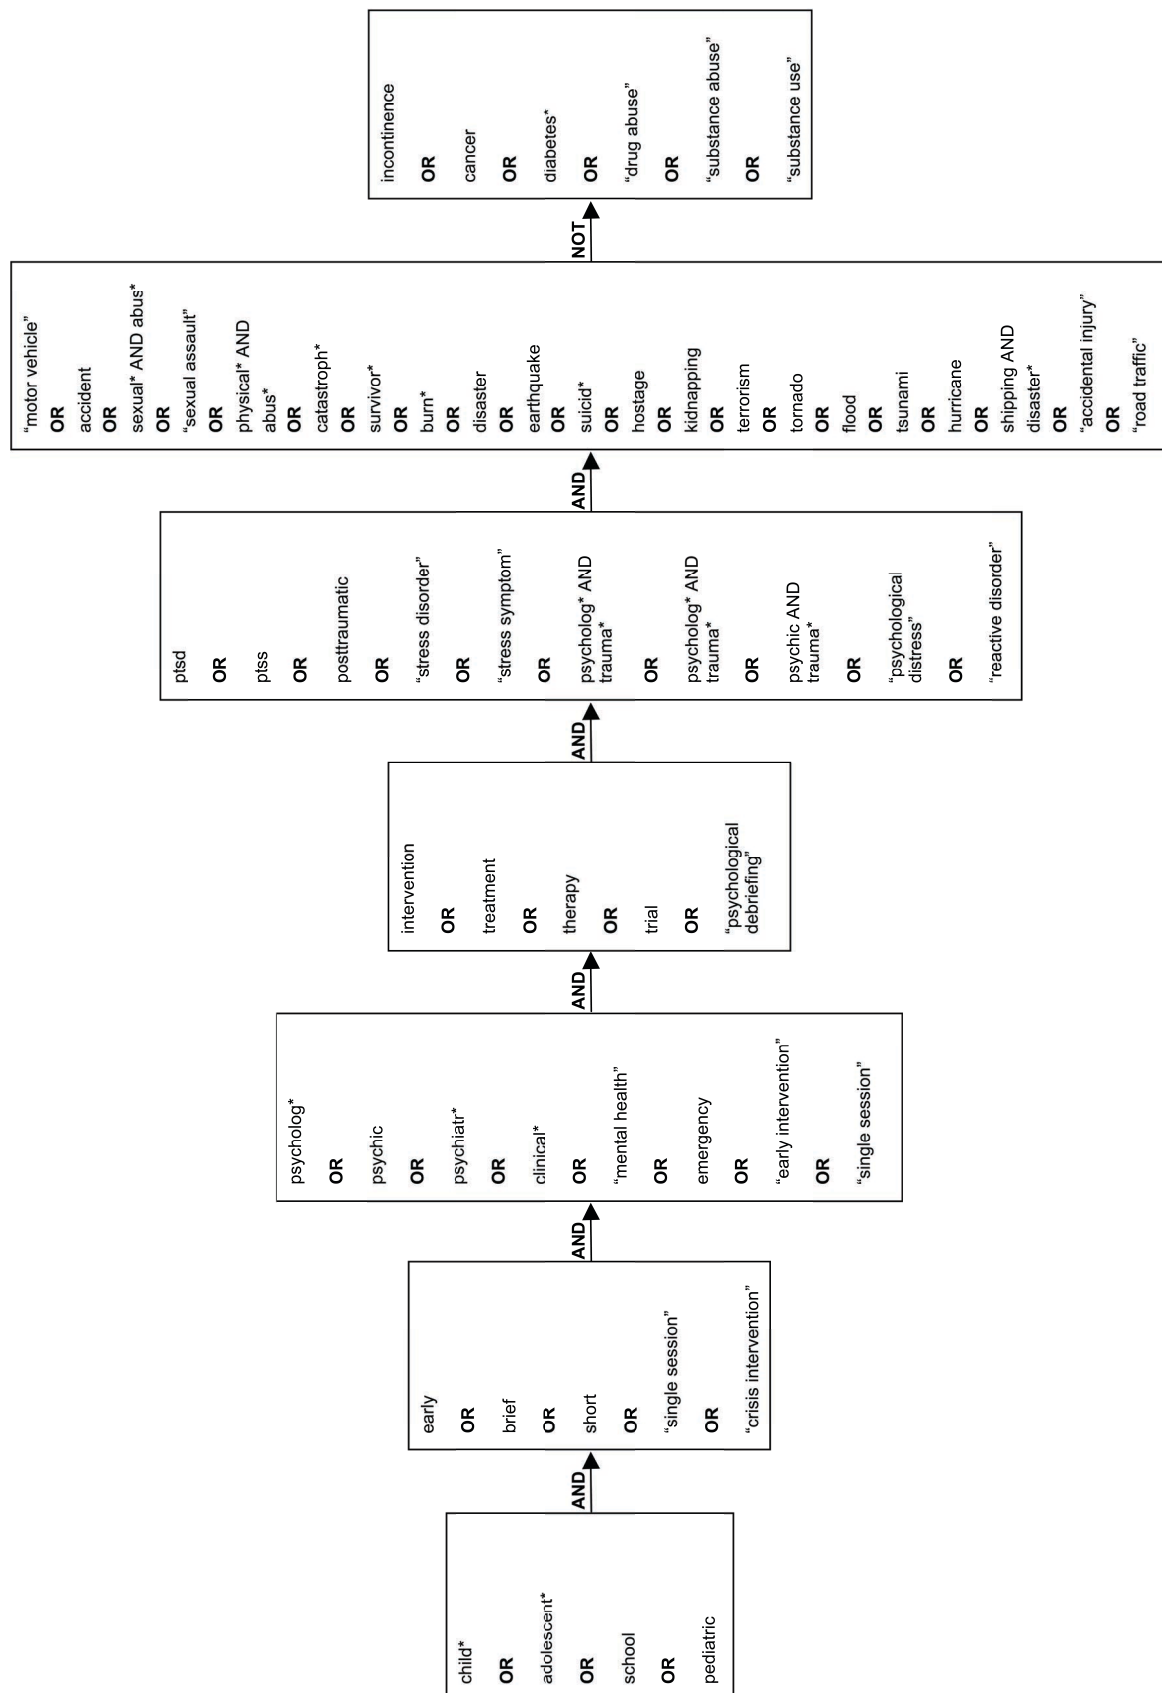 child*
OR
adolescent*
OR
school
OR
pediatric
AND
early
OR
brief
OR
short
OR
“single session”
OR
“crisis intervention”
AND
psycholog*
OR
psychic
OR
psychiatr*
OR
clinical*
OR
“mental health”
OR
emergency
OR
“early intervention”
OR
“single session”
AND
intervention
OR
treatment
OR
therapy
OR
trial
OR
“psychological
debriefing”
AND
ptsd
OR
ptss
OR
posttraumatic
OR
“stress disorder”
OR
“stress symptom”
OR
psycholog* AND
trauma*
OR
psycholog* AND
trauma*
OR
psychic AND
trauma*
OR
“psychological
distress”
OR
“reactive disorder”
AND
“motor vehicle”
OR
accident
OR
sexual* AND abus*
OR
“sexual assault”
OR
physical* AND
abus*
OR
catastroph*
OR
survivor*
OR
burn*
OR
disaster
OR
earthquake
OR
suicid*
OR
hostage
OR
kidnapping
OR
terrorism
OR
tornado
OR
flood
OR
tsunami
OR
hurricane
OR
shipping AND
disaster*
OR
“accidental injury”
OR
“road traffic”
NOT
incontinence
OR
cancer
OR
diabetes*
OR
“drug abuse”
OR
“substance abuse”
OR
“substance use”